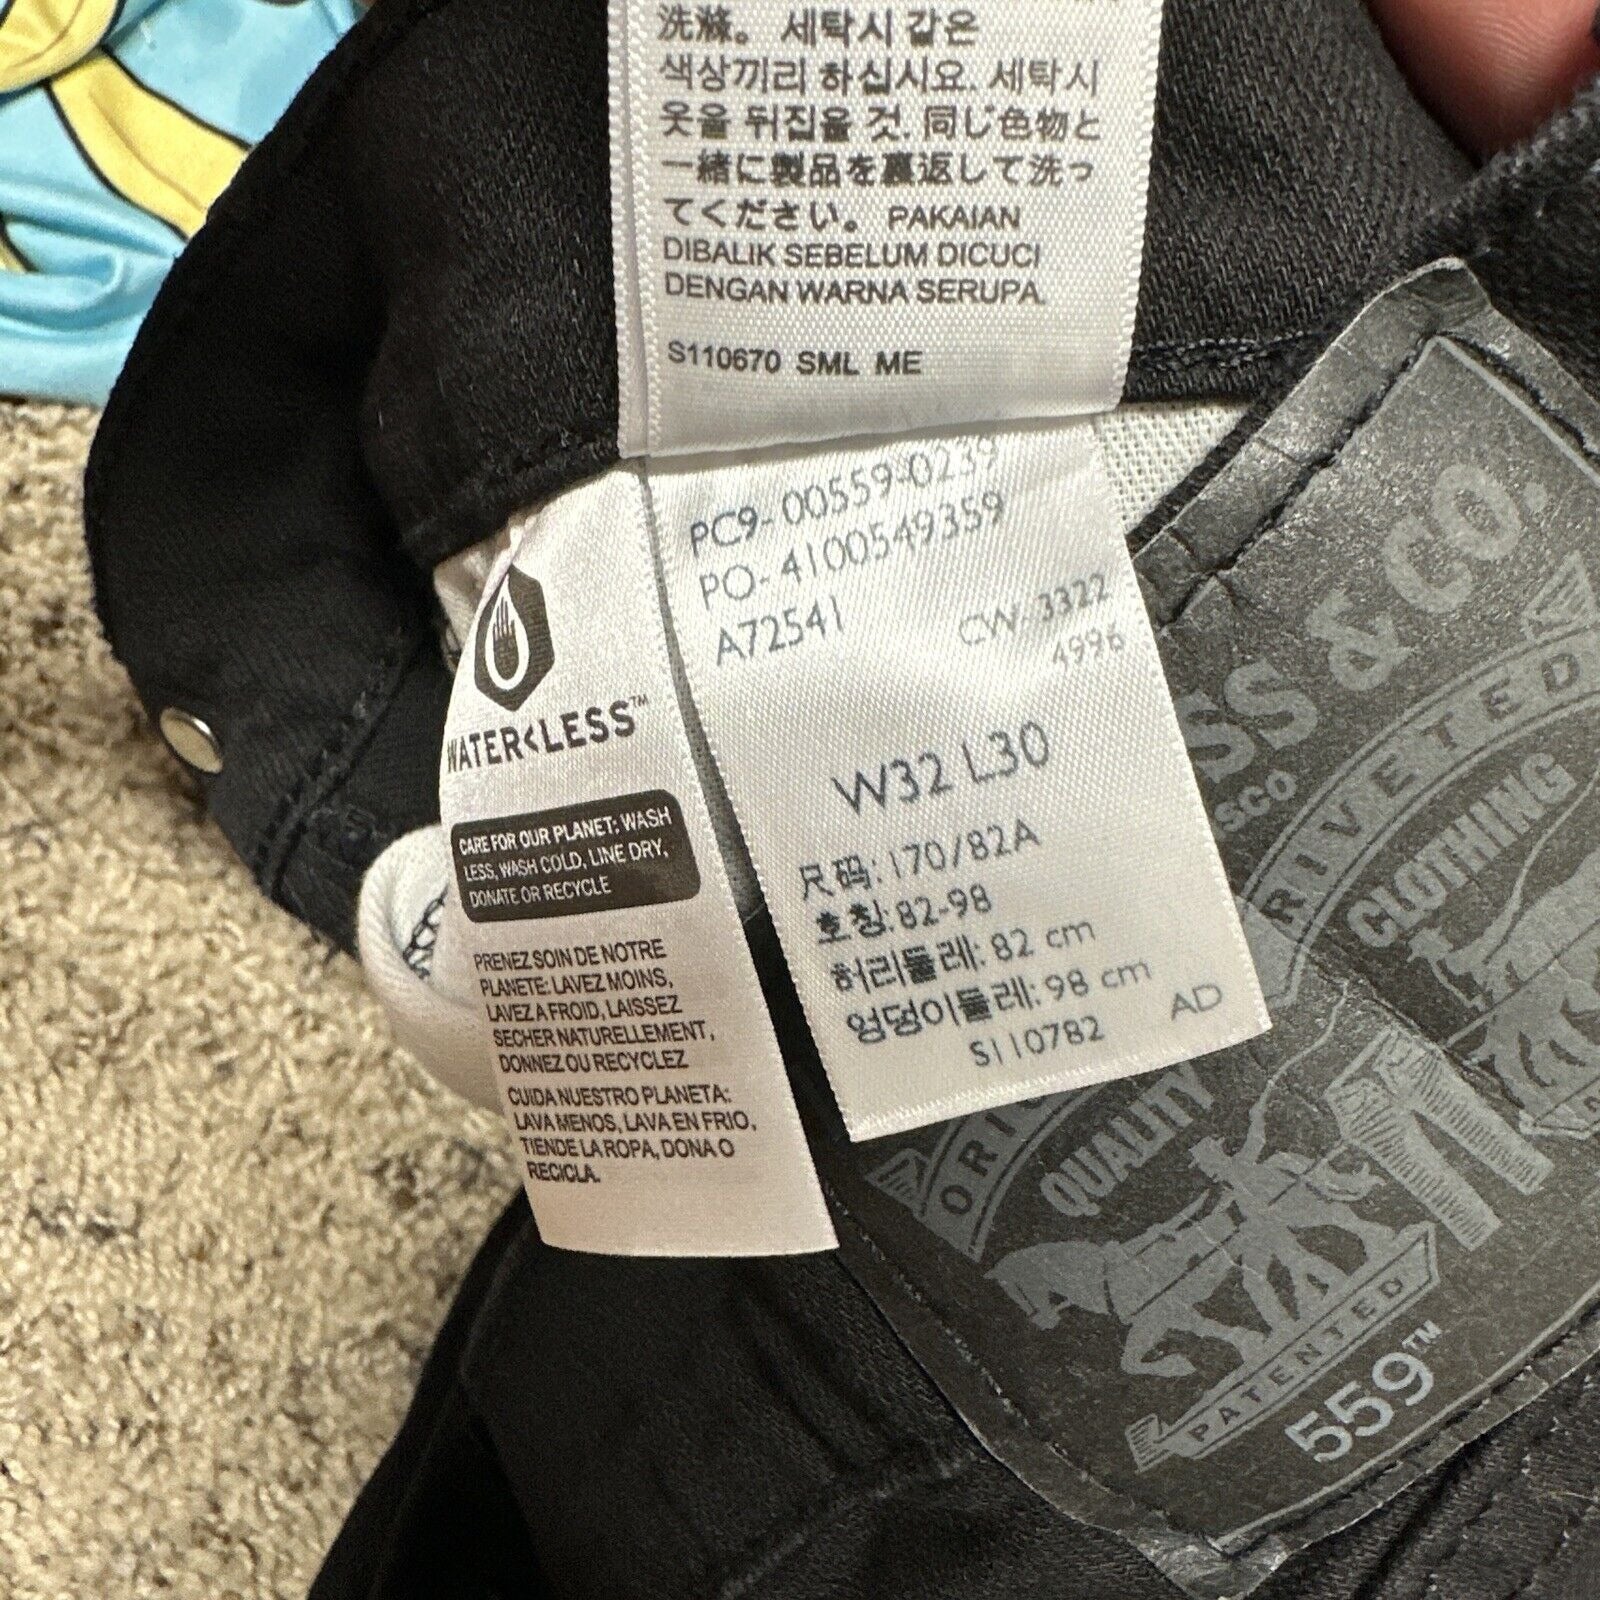 洗滌。 세탁시 같은
색상끼리 하십시요. 세탁시
옷을 뒤집을 것. 同じ色物と
一緒に製品を裏返して洗っ
てください。 PAKAIAN
DIBALIK SEBELUM DICUCI
DENGAN WARNA SERUPA.
S110670 SML ME
WATER<LESS™
CARE FOR OUR PLANET: WASH
LESS, WASH COLD, LINE DRY,
DONATE OR RECYCLE
PRENEZ SOIN DE NOTRE
PLANETE: LAVEZ MOINS,
LAVEZ A FROID, LAISSEZ
SECHER NATURELLEMENT,
DONNEZ OU RECYCLEZ
CUIDA NUESTRO PLANETA:
LAVA MENOS, LAVA EN FRIO,
TIENDE LA ROPA, DONA O
RECICLA.
PC9-00559-0239
PO-4100549359
A72541 CW-3322
4996
W32 L30
尺码:170/82A
호칭:82-98
허리둘레: 82 cm
엉덩이둘레: 98 cm
S110782 AD
SS & CO.
SCO
RIVETED
CLOTHING
QUALITY
PATENTED
559™